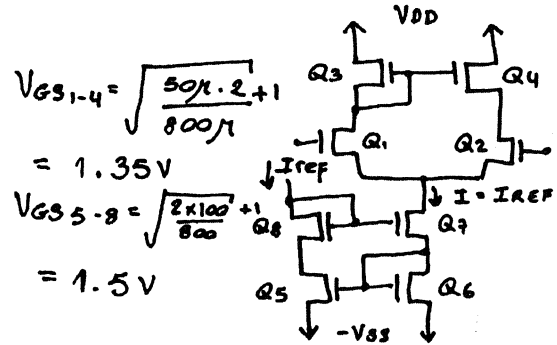 VDD
VGS1-4 = √(50μ·2 / 800μ) + 1
= 1.35V
VGS5-8 = √(2×100 / 800) + 1
= 1.5V
Q3
Q4
Q1
Q2
Iref
I = IREF
Q8
Q7
Q5
Q6
-VSS